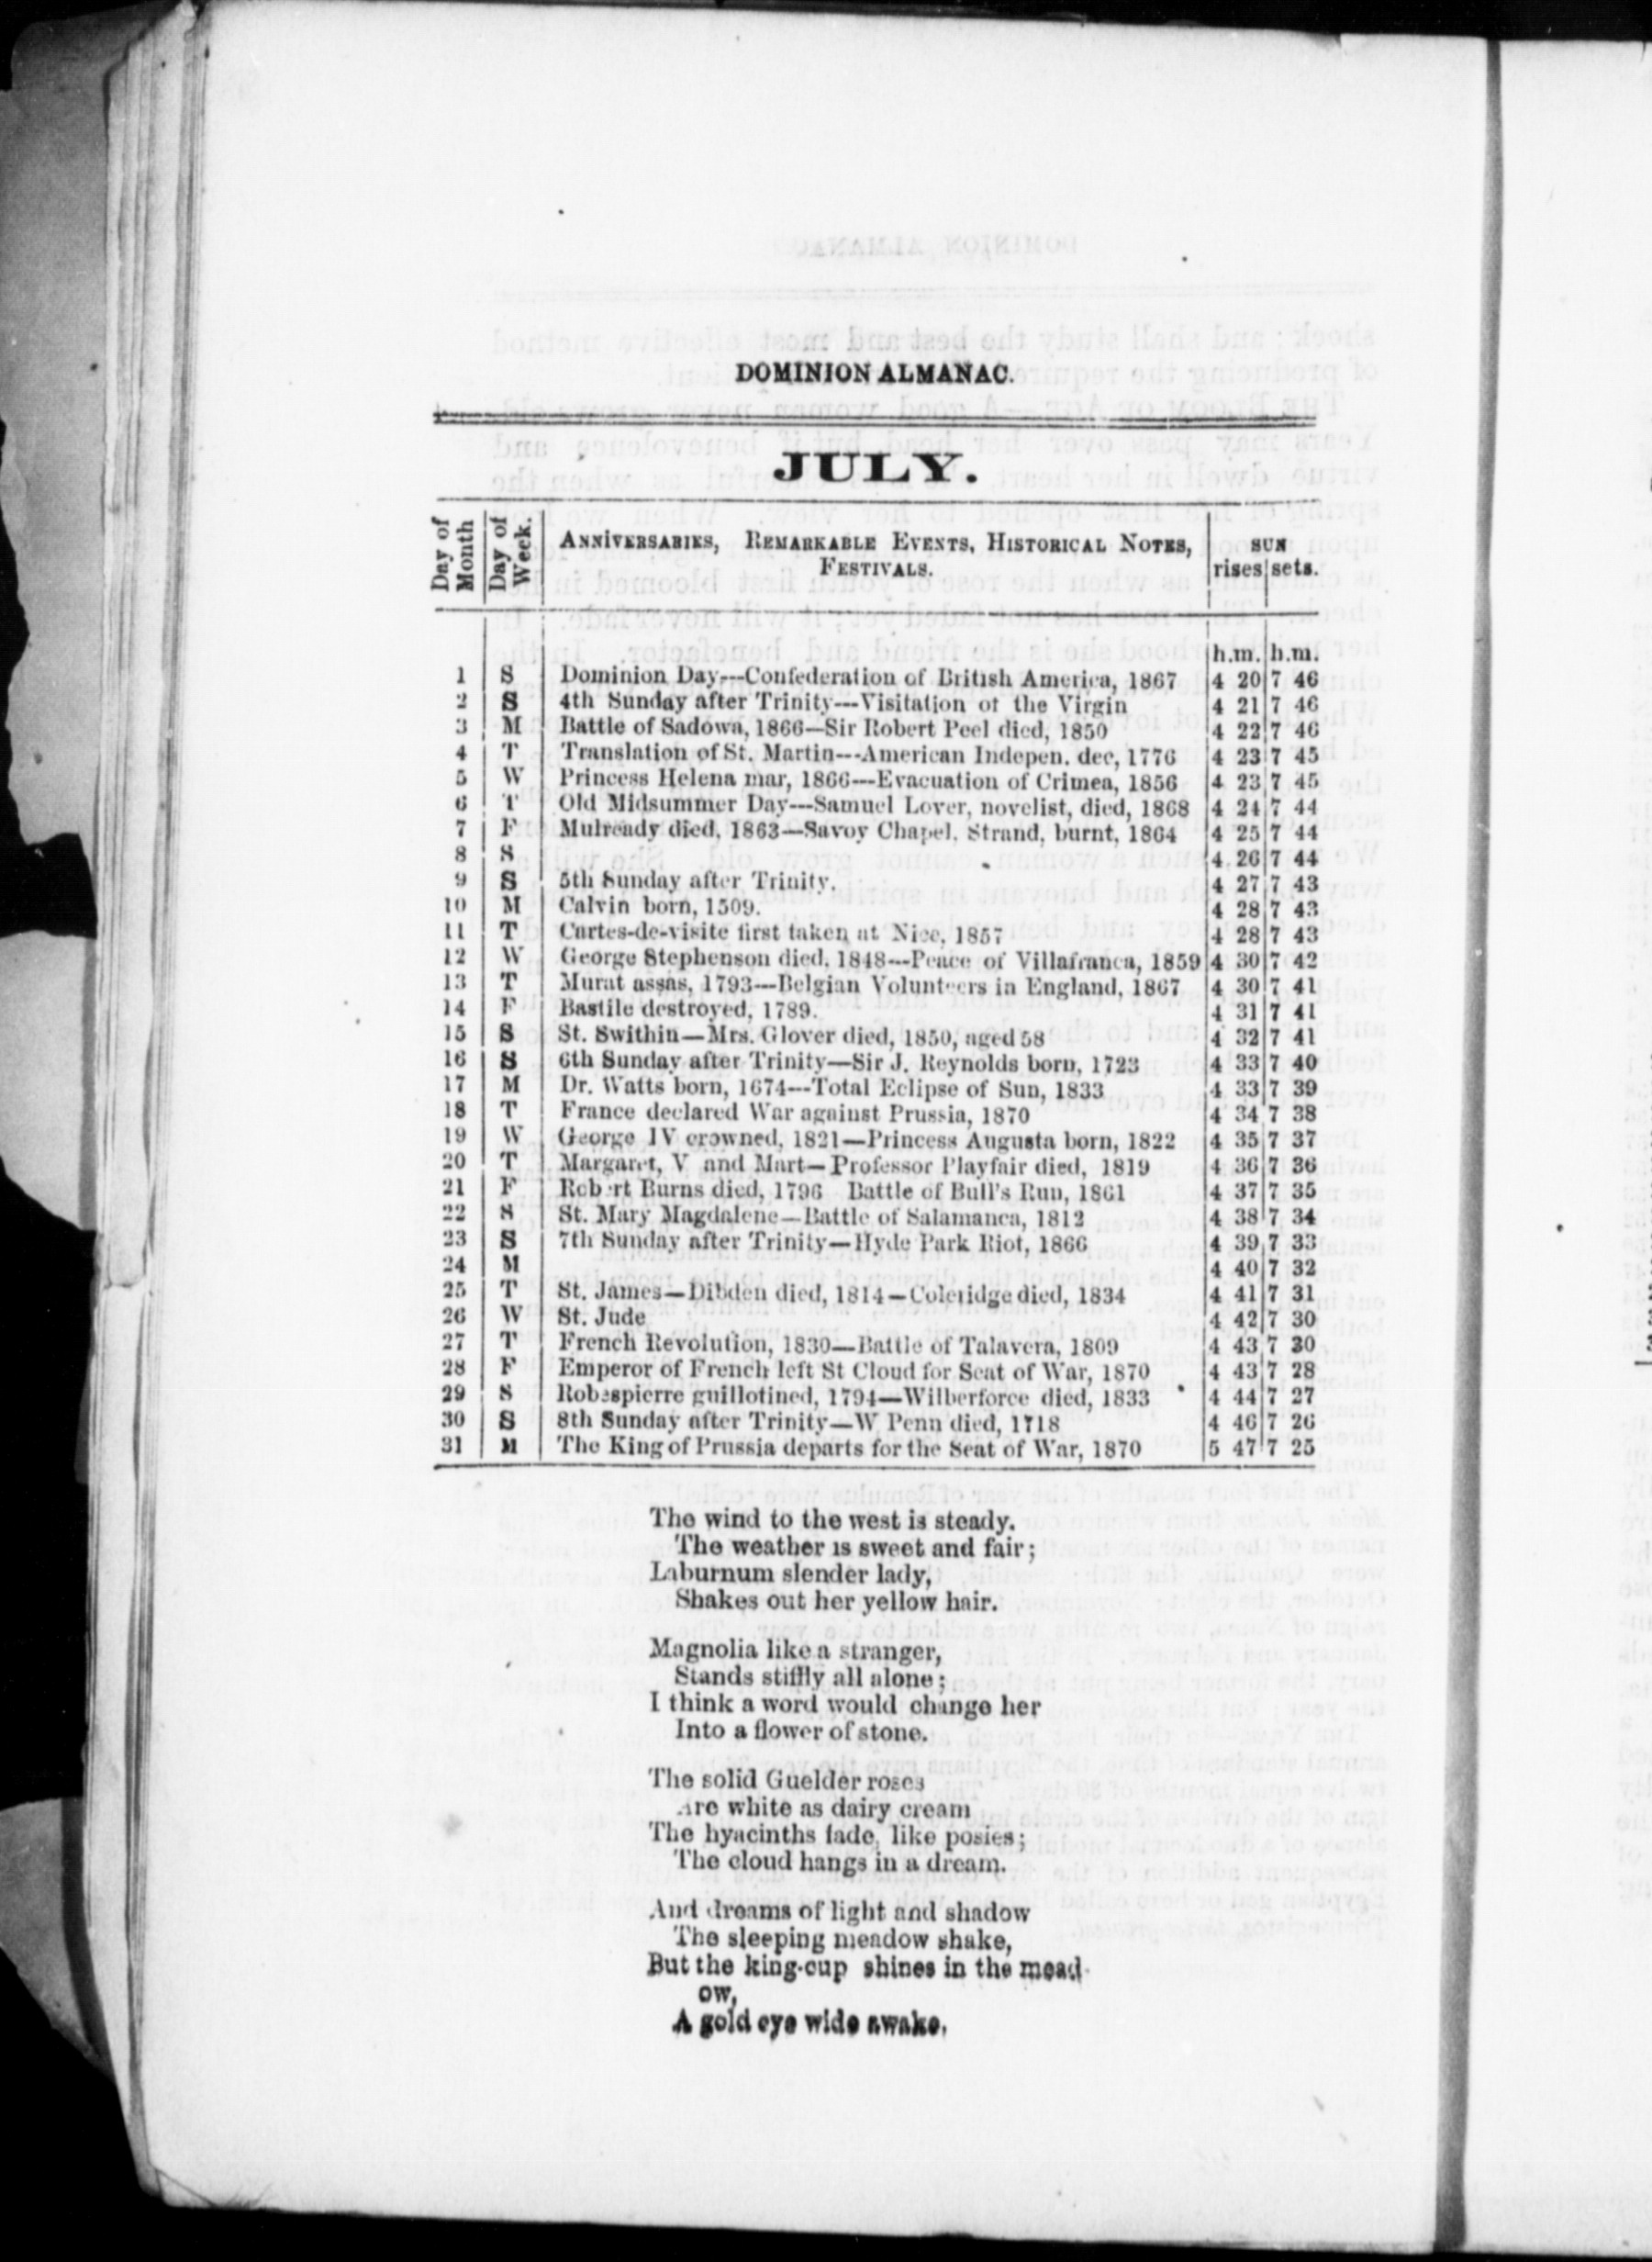 DOMINION ALMANAC.
JULY.
Day of Month | Day of Week. | ANNIVERSARIES, REMARKABLE EVENTS, HISTORICAL NOTES, FESTIVALS. | SUN rises | sets.
h.m. h.m.
1 S Dominion Day---Confederation of British America, 1867 4 20 7 46
2 S 4th Sunday after Trinity---Visitation of the Virgin 4 21 7 46
3 M Battle of Sadowa, 1866—Sir Robert Peel died, 1850 4 22 7 46
4 T Translation of St. Martin---American Indepen. dec, 1776 4 23 7 45
5 W Princess Helena mar, 1866---Evacuation of Crimea, 1856 4 23 7 45
6 T Old Midsummer Day---Samuel Lover, novelist, died, 1868 4 24 7 44
7 F Mulready died, 1863—Savoy Chapel, Strand, burnt, 1864 4 25 7 44
8 S 4 26 7 44
9 S 5th Sunday after Trinity. 4 27 7 43
10 M Calvin born, 1509. 4 28 7 43
11 T Cartes-de-visite first taken at Nice, 1857 4 28 7 43
12 W George Stephenson died, 1848---Peace of Villafranca, 1859 4 30 7 42
13 T Murat assas, 1793---Belgian Volunteers in England, 1867 4 30 7 41
14 F Bastile destroyed, 1789. 4 31 7 41
15 S St. Swithin—Mrs. Glover died, 1850, aged 58 4 32 7 41
16 S 6th Sunday after Trinity—Sir J. Reynolds born, 1723 4 33 7 40
17 M Dr. Watts born, 1674---Total Eclipse of Sun, 1833 4 33 7 39
18 T France declared War against Prussia, 1870 4 34 7 38
19 W George IV crowned, 1821—Princess Augusta born, 1822 4 35 7 37
20 T Margaret, V and Mart—Professor Playfair died, 1819 4 36 7 36
21 F Robert Burns died, 1796 Battle of Bull's Run, 1861 4 37 7 35
22 S St. Mary Magdalene—Battle of Salamanca, 1812 4 38 7 34
23 S 7th Sunday after Trinity—Hyde Park Riot, 1866 4 39 7 33
24 M 4 40 7 32
25 T St. James—Dibden died, 1814—Coleridge died, 1834 4 41 7 31
26 W St. Jude 4 42 7 30
27 T French Revolution, 1830—Battle of Talavera, 1809 4 43 7 30
28 F Emperor of French left St Cloud for Seat of War, 1870 4 43 7 28
29 S Robespierre guillotined, 1794—Wilberforce died, 1833 4 44 7 27
30 S 8th Sunday after Trinity—W Penn died, 1718 4 46 7 26
31 M The King of Prussia departs for the Seat of War, 1870 5 47 7 25
The wind to the west is steady.
The weather is sweet and fair;
Laburnum slender lady,
Shakes out her yellow hair.
Magnolia like a stranger,
Stands stiffly all alone;
I think a word would change her
Into a flower of stone.
The solid Guelder roses
Are white as dairy cream
The hyacinths fade, like posies;
The cloud hangs in a dream.
And dreams of light and shadow
The sleeping meadow shake,
But the king-cup shines in the mead-
ow,
A gold eye wide awake.